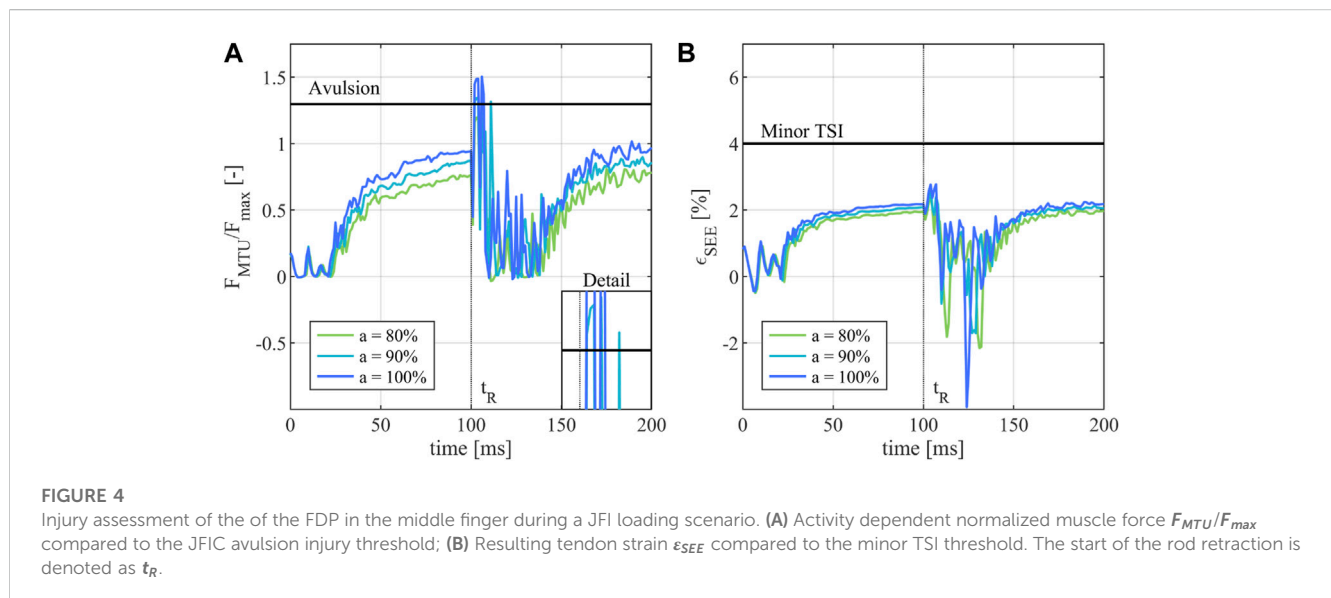 A
B
F_MTU/F_max [-]
1.5
1
0.5
0
-0.5
Avulsion
Detail
a = 80%
a = 90%
a = 100%
t_R
0 50 100 150 200
time [ms]
ϵ_SEE [%]
6
4
2
0
-2
Minor TSI
a = 80%
a = 90%
a = 100%
t_R
0 50 100 150 200
time [ms]
FIGURE 4
Injury assessment of the of the FDP in the middle finger during a JFI loading scenario. (A) Activity dependent normalized muscle force F_MTU/F_max
compared to the JFIC avulsion injury threshold; (B) Resulting tendon strain ε_SEE compared to the minor TSI threshold. The start of the rod retraction is
denoted as t_R.